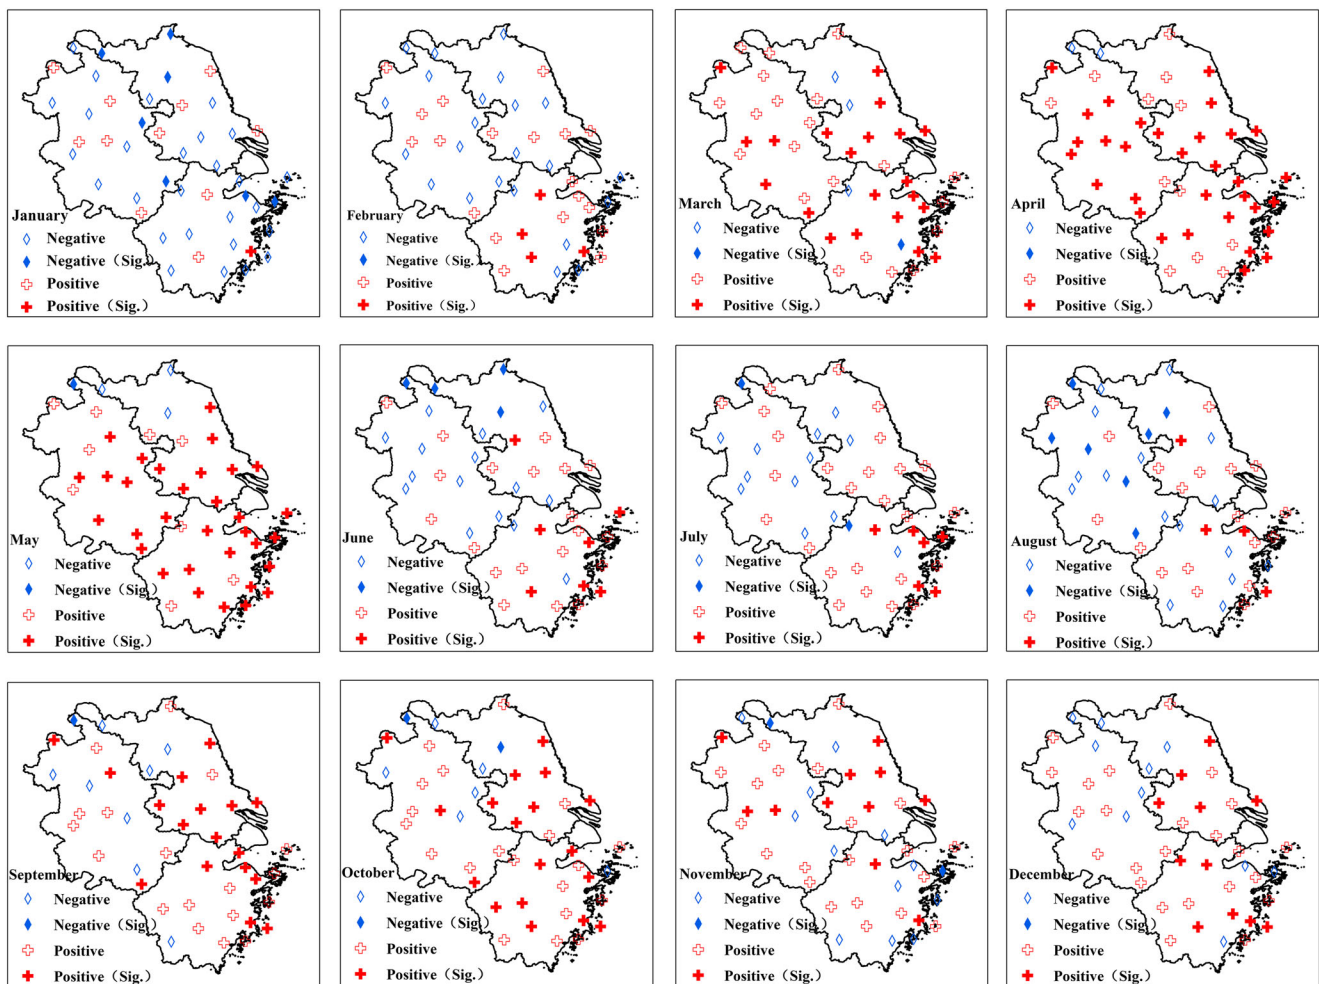 January
Negative
Negative（Sig.）
Positive
Positive（Sig.）
February
Negative
Negative（Sig.）
Positive
Positive（Sig.）
March
Negative
Negative（Sig.）
Positive
Positive（Sig.）
April
Negative
Negative（Sig.）
Positive
Positive（Sig.）
May
Negative
Negative（Sig.）
Positive
Positive（Sig.）
June
Negative
Negative（Sig.）
Positive
Positive（Sig.）
July
Negative
Negative（Sig.）
Positive
Positive（Sig.）
August
Negative
Negative（Sig.）
Positive
Positive（Sig.）
September
Negative
Negative（Sig.）
Positive
Positive（Sig.）
October
Negative
Negative（Sig.）
Positive
Positive（Sig.）
November
Negative
Negative（Sig.）
Positive
Positive（Sig.）
December
Negative
Negative（Sig.）
Positive
Positive（Sig.）